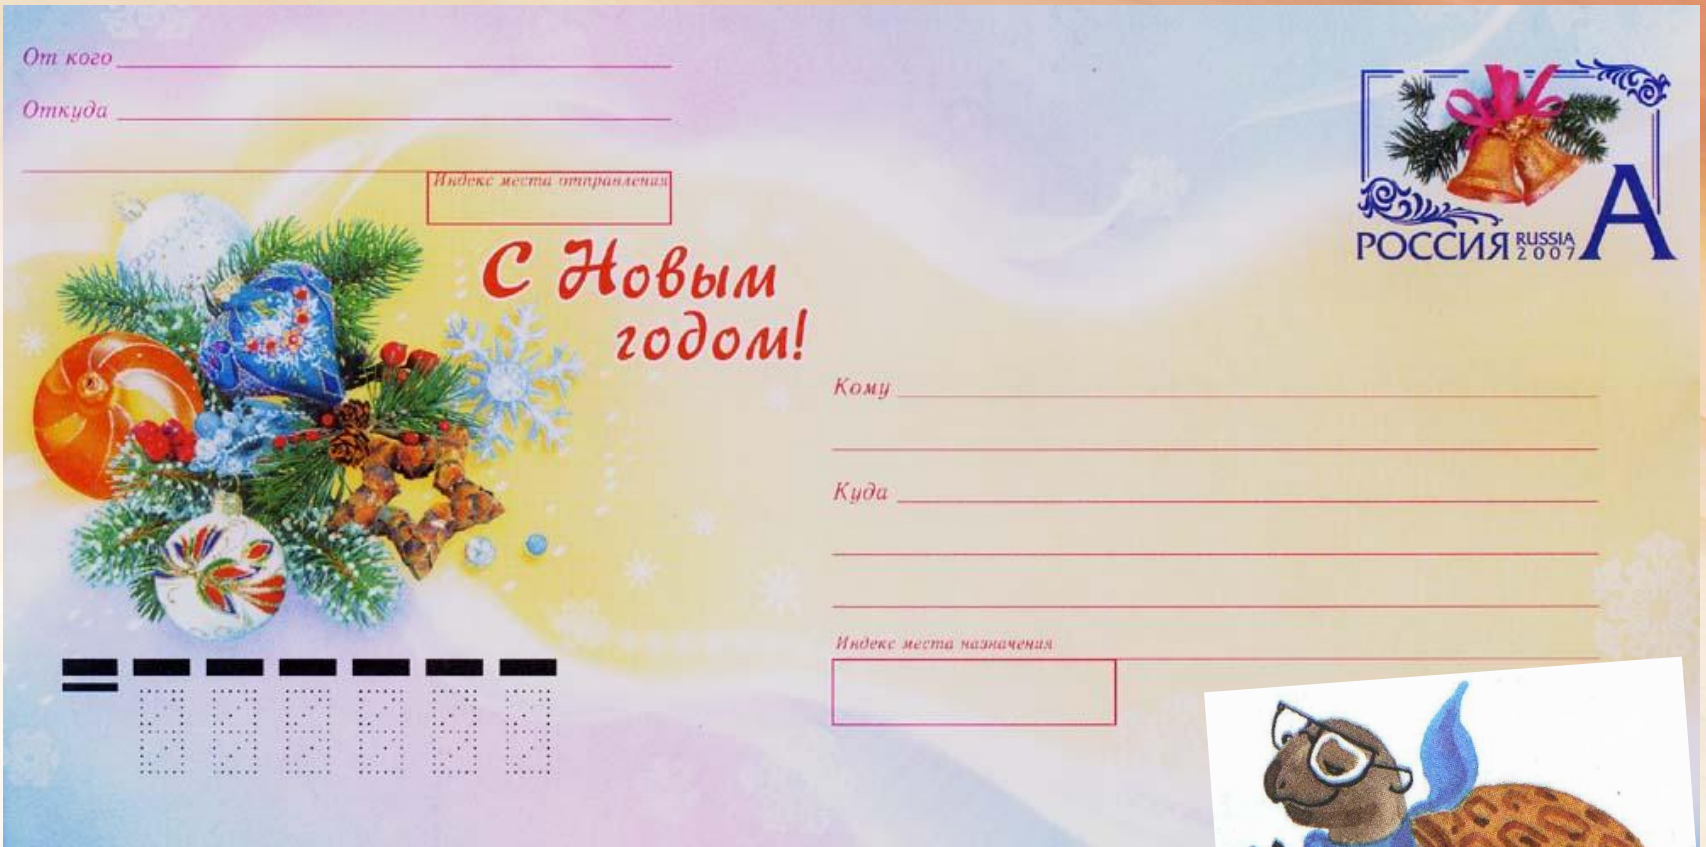 От кого
Откуда
Индекс места отправления
С Новым
годом!
РОССИЯ RUSSIA 2007 А
Кому
Куда
Индекс места назначения